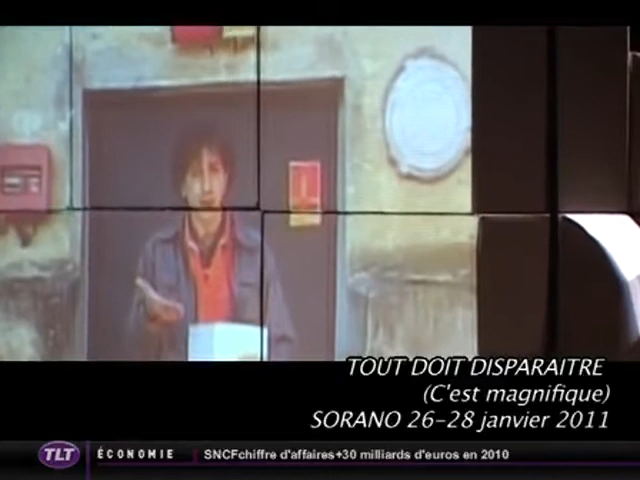 TOUT DOIT DISPARAITRE
(C'est magnifique)
SORANO 26-28 janvier 2011
TLT ÉCONOMIE SNCFchiffre d'affaires+30 milliards d'euros en 2010